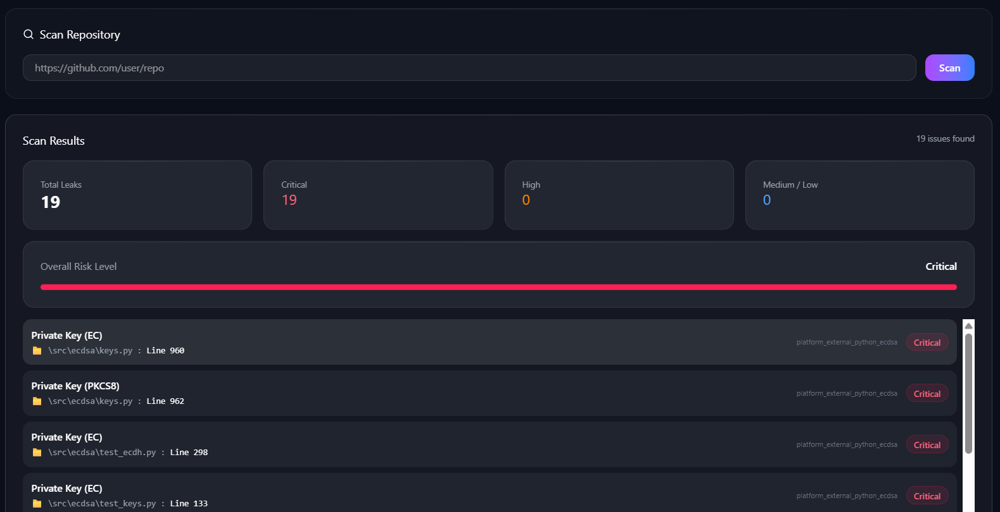 Scan Repository
https://github.com/user/repo
Scan
Scan Results
19 issues found
Total Leaks
19
Critical
19
High
0
Medium / Low
0
Overall Risk Level
Critical
Private Key (EC)
\src\ecdsa\keys.py : Line 960
platform_external_python_ecdsa
Critical
Private Key (PKCS8)
\src\ecdsa\keys.py : Line 962
platform_external_python_ecdsa
Critical
Private Key (EC)
\src\ecdsa\test_ecdh.py : Line 298
platform_external_python_ecdsa
Critical
Private Key (EC)
\src\ecdsa\test_keys.py : Line 133
platform_external_python_ecdsa
Critical